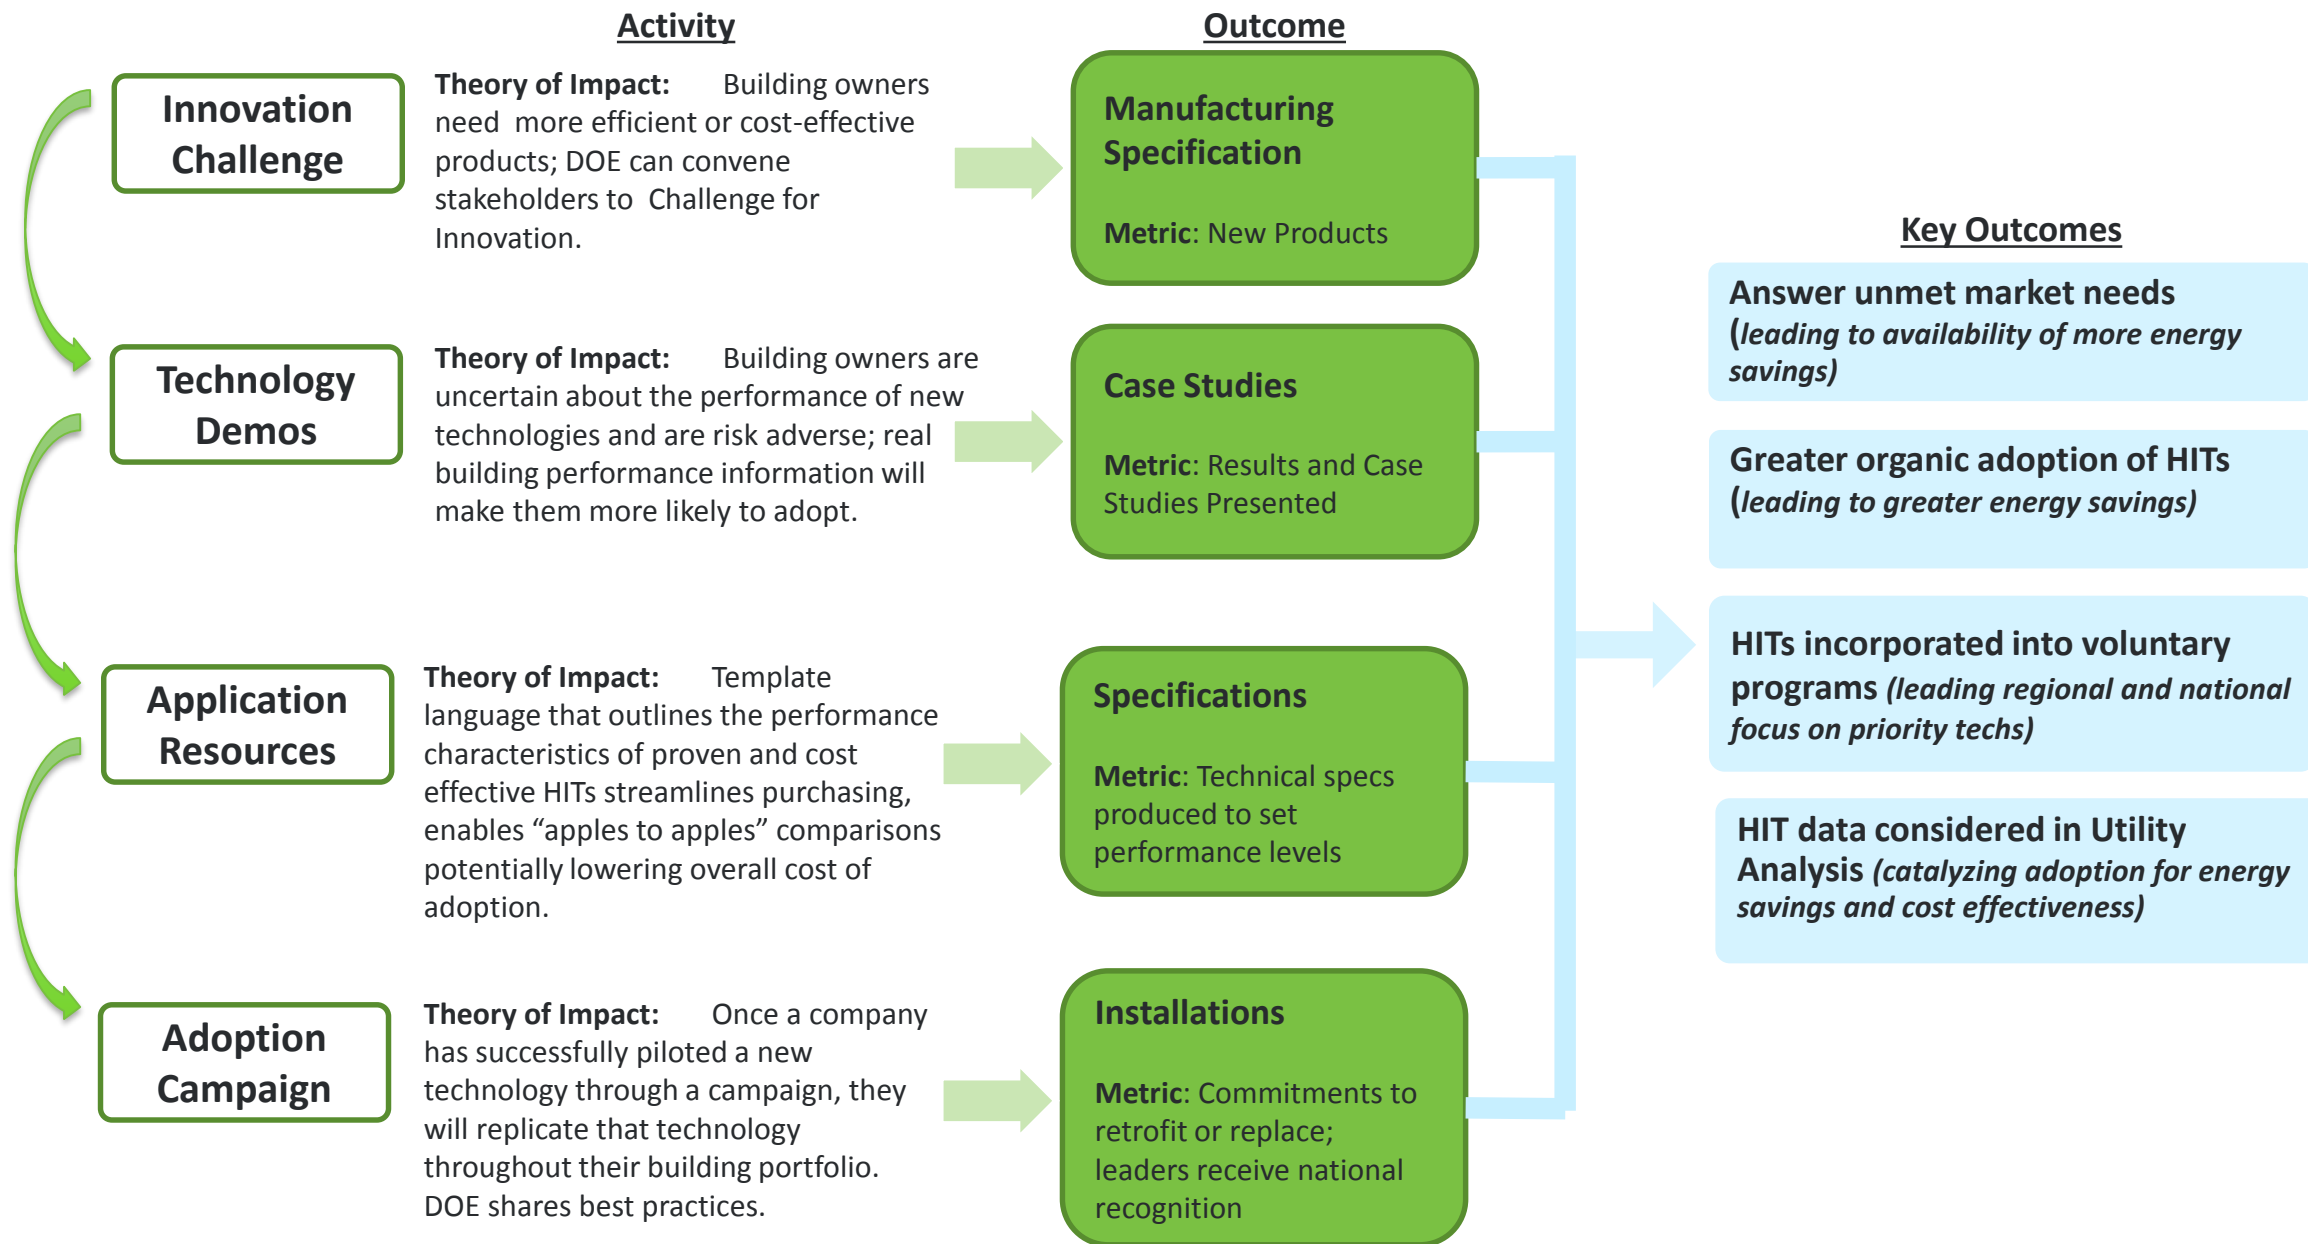 Activity
Outcome
Innovation
Challenge
Theory of Impact: Building owners
need more efficient or cost-effective
products; DOE can convene
stakeholders to Challenge for
Innovation.
Manufacturing
Specification
Metric: New Products
Technology
Demos
Theory of Impact: Building owners are
uncertain about the performance of new
technologies and are risk adverse; real
building performance information will
make them more likely to adopt.
Case Studies
Metric: Results and Case
Studies Presented
Application
Resources
Theory of Impact: Template
language that outlines the performance
characteristics of proven and cost
effective HITs streamlines purchasing,
enables “apples to apples” comparisons
potentially lowering overall cost of
adoption.
Specifications
Metric: Technical specs
produced to set
performance levels
Adoption
Campaign
Theory of Impact: Once a company
has successfully piloted a new
technology through a campaign, they
will replicate that technology
throughout their building portfolio.
DOE shares best practices.
Installations
Metric: Commitments to
retrofit or replace;
leaders receive national
recognition
Key Outcomes
Answer unmet market needs
(leading to availability of more energy
savings)
Greater organic adoption of HITs
(leading to greater energy savings)
HITs incorporated into voluntary
programs (leading regional and national
focus on priority techs)
HIT data considered in Utility
Analysis (catalyzing adoption for energy
savings and cost effectiveness)